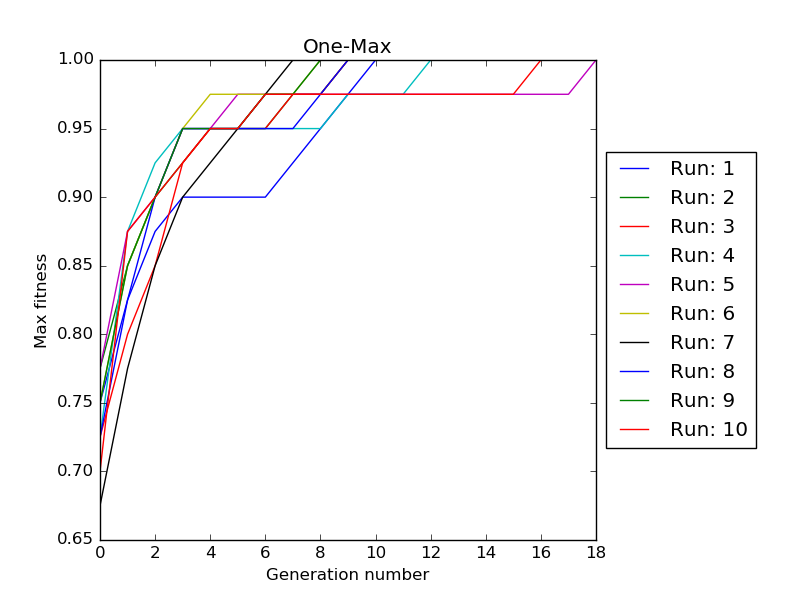 One-Max
1.00
0.95
0.90
0.85
0.80
0.75
0.70
0.65
Max fitness
0 2 4 6 8 10 12 14 16 18
Generation number
Run: 1
Run: 2
Run: 3
Run: 4
Run: 5
Run: 6
Run: 7
Run: 8
Run: 9
Run: 10